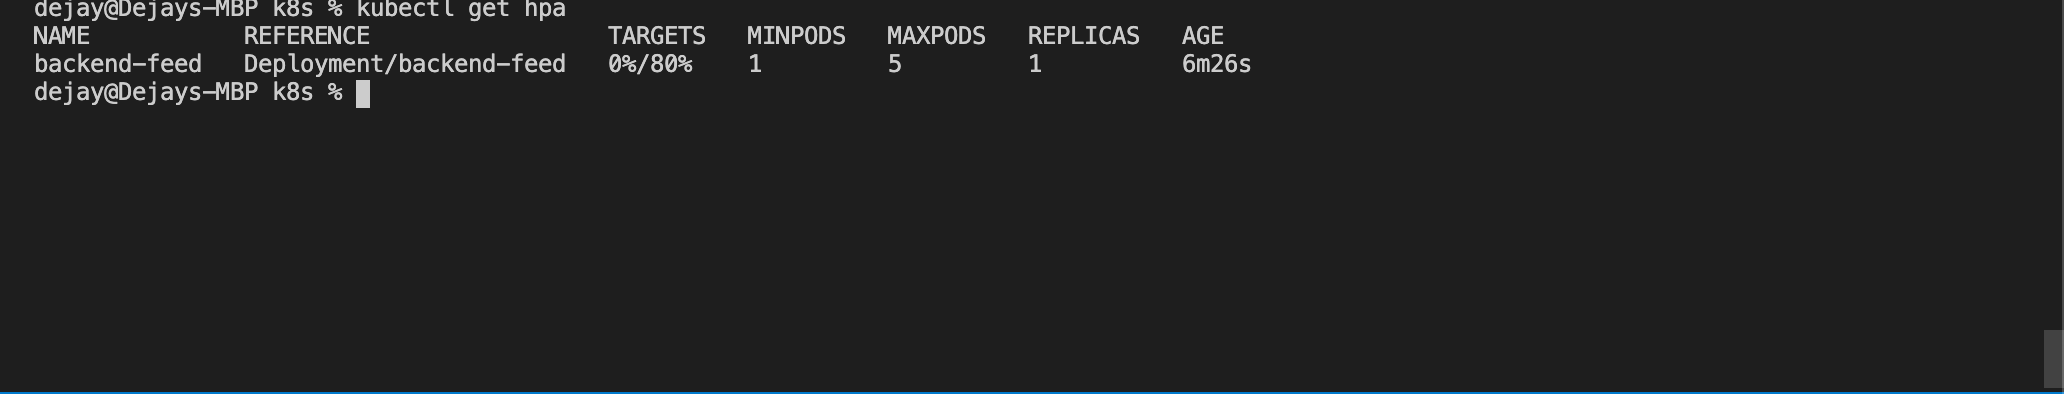 dejay@Dejays-MBP k8s % kubectl get hpa
NAME           REFERENCE                 TARGETS   MINPODS   MAXPODS   REPLICAS   AGE
backend-feed   Deployment/backend-feed   0%/80%    1         5         1          6m26s
dejay@Dejays-MBP k8s %